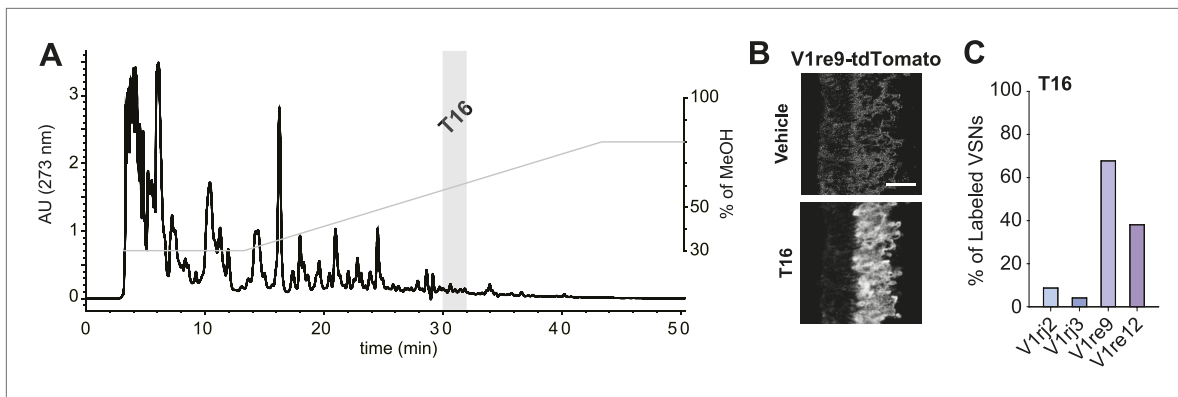 A
AU (273 nm)
3
2
1
0
0
10
20
30
40
50
time (min)
T16
100
50
30
% of MeOH
B
V1re9-tdTomato
Vehicle
T16
C
T16
% of Labeled VSNs
100
80
60
40
20
0
V1rj2
V1rj3
V1re9
V1re12